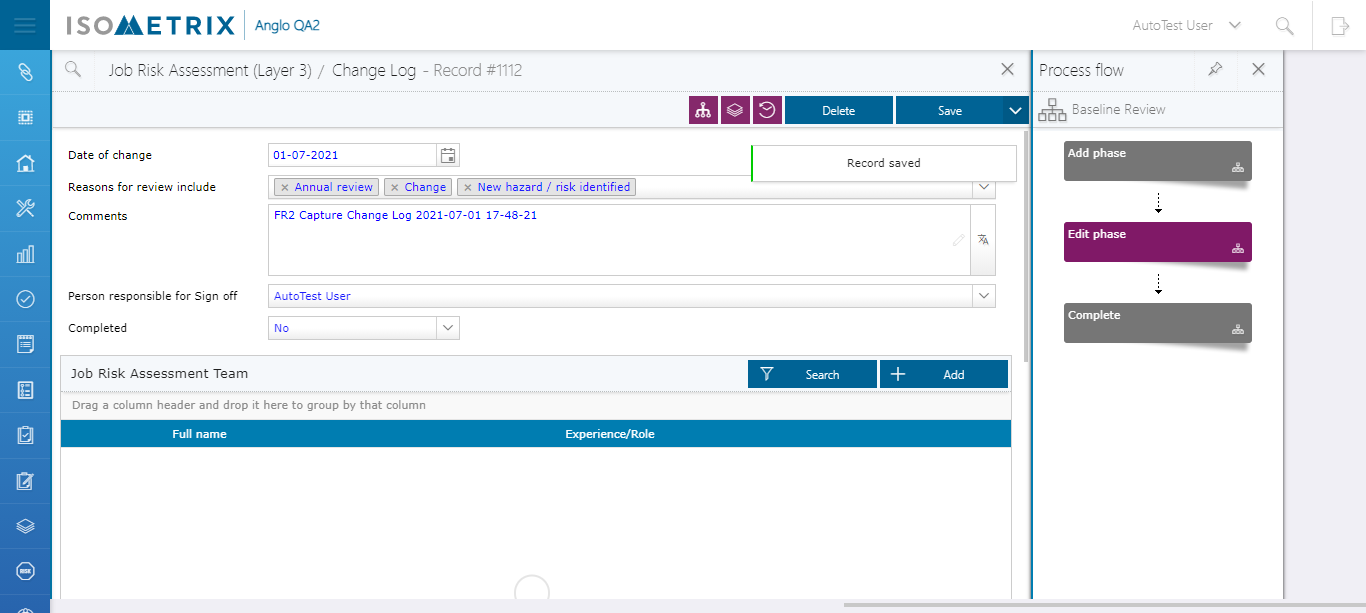 ISOMETRIX Anglo QA2 AutoTest User
Job Risk Assessment (Layer 3) / Change Log - Record #1112
Process flow
Delete Save
Baseline Review
Date of change 01-07-2021
Record saved
Add phase
Reasons for review include × Annual review × Change × New hazard / risk identified
Comments FR2 Capture Change Log 2021-07-01 17-48-21
Edit phase
Person responsible for Sign off AutoTest User
Completed No
Complete
Job Risk Assessment Team Search Add
Drag a column header and drop it here to group by that column
Full name Experience/Role
RISK